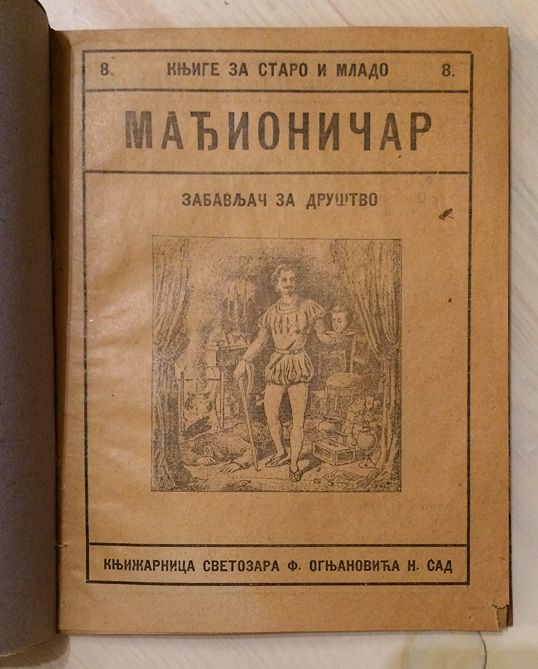 8. КЊИГЕ ЗА СТАРО И МЛАДО 8.
МАЂИОНИЧАР
ЗАБАВЉАЧ ЗА ДРУШТВО
КЊИЖАРНИЦА СВЕТОЗАРА Ф. ОГЊАНОВИЋА Н. САД